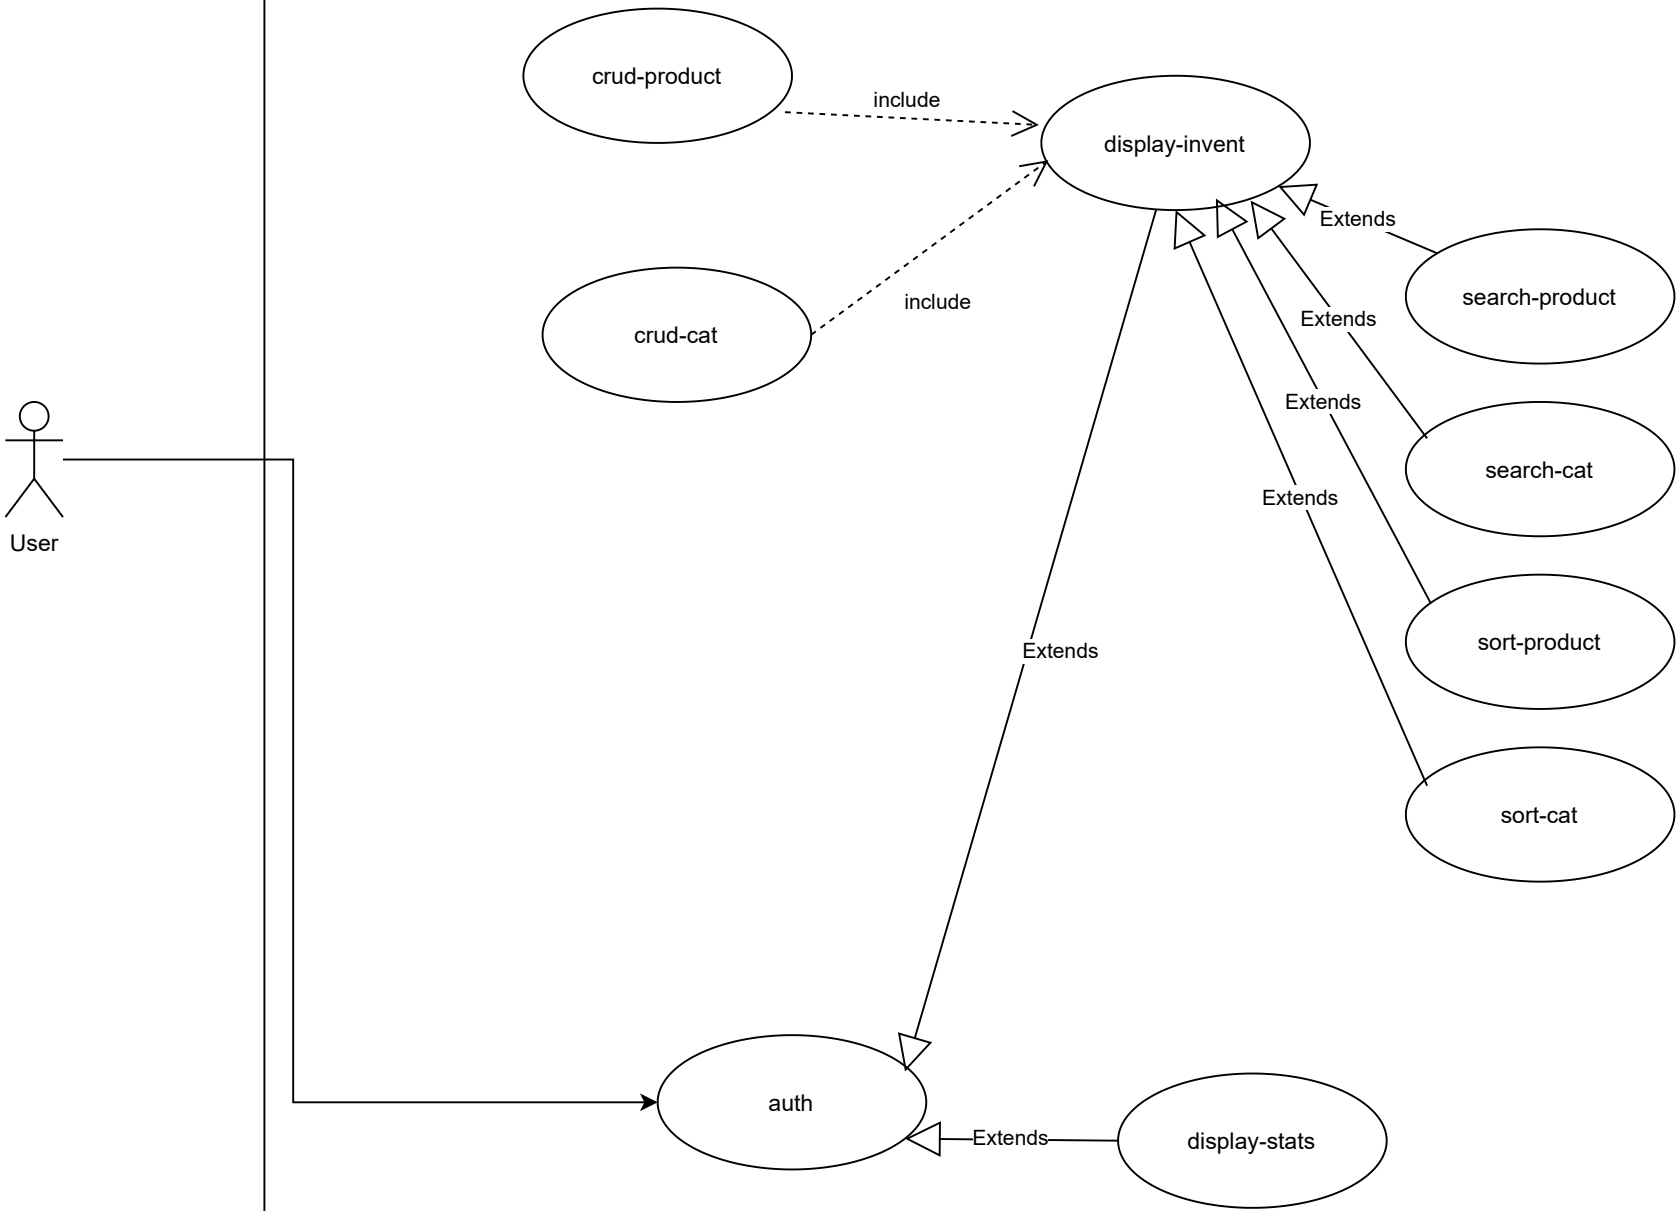 crud-product
include
display-invent
Extends
search-product
include
Extends
crud-cat
Extends
search-cat
Extends
User
sort-product
Extends
sort-cat
auth
Extends
display-stats